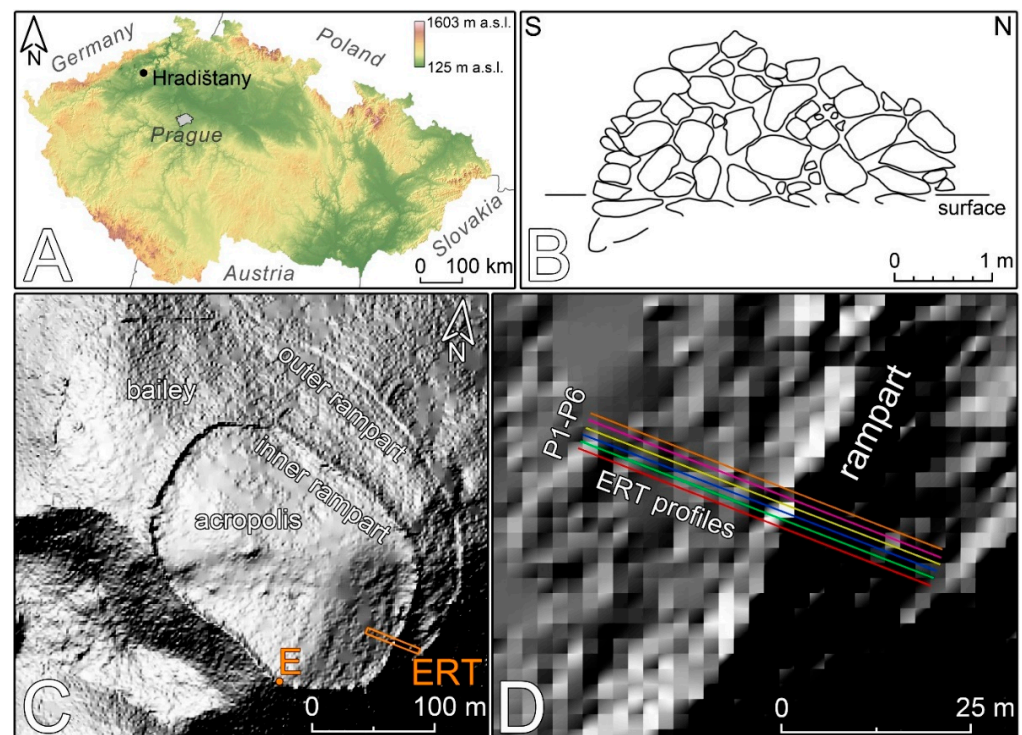 N
Germany
Poland
1603 m a.s.l.
125 m a.s.l.
Hradištany
Prague
Slovakia
Austria
0 100 km
A
S N
surface
0 1 m
B
N
bailey
outer rampart
inner rampart
acropolis
E
ERT
0 100 m
C
rampart
P1-P6
ERT profiles
0 25 m
D